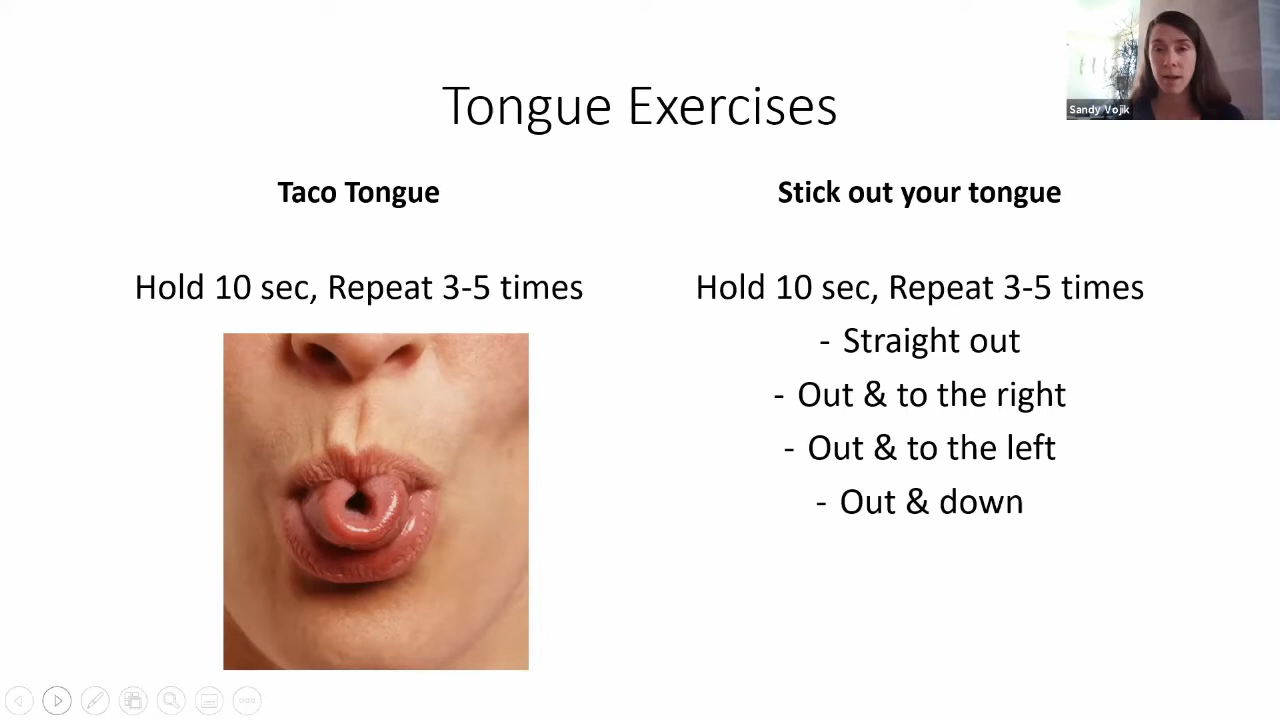 Sandy Vojik
Tongue Exercises
Taco Tongue
Hold 10 sec, Repeat 3-5 times
Stick out your tongue
Hold 10 sec, Repeat 3-5 times
- Straight out
- Out & to the right
- Out & to the left
- Out & down